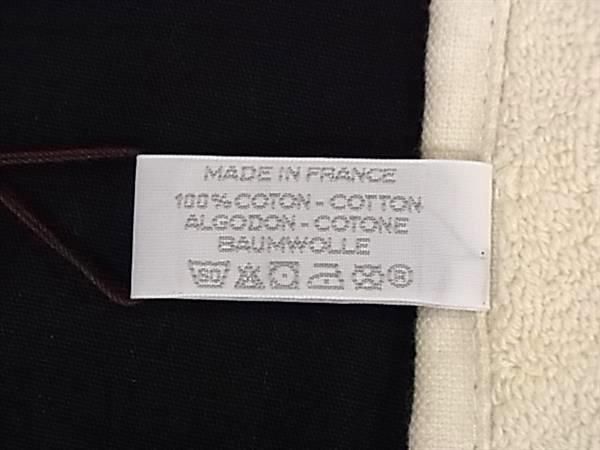 MADE IN FRANCE
100% COTON - COTTON
ALGODON - COTONE
BAUMWOLLE